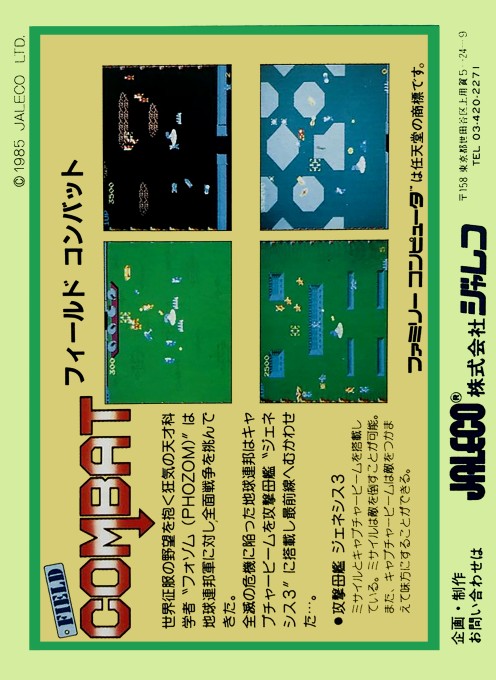 FIELD
COMBAT
フィールド コンバット
世界征服の野望を抱く狂気の天才科
学者〝フォゾム (PHOZOM)〟は
地球連邦軍に対し,全面戦争を挑んで
きた。
全滅の危機に陥った地球連邦はキャ
プチャービームを攻撃母艦〝ジェネ
シス3〟に搭載し最前線へむかわせ
た…。
●攻撃母艦 ジェネシス3
ミサイルとキャプチャービームを搭載し
ている。ミサイルは敵を倒すことが可能。
また、キャプチャービームは敵をつかま
えて味方にすることができる。
300
3500
2500
ファミリー コンピュータ は任天堂の商標です。
企画・制作
お問い合わせは
JALECO® 株式会社 ジャレコ
〒158 東京都世田谷区上用賀5-24-9
TEL 03-420-2271
© 1985 JALECO LTD.